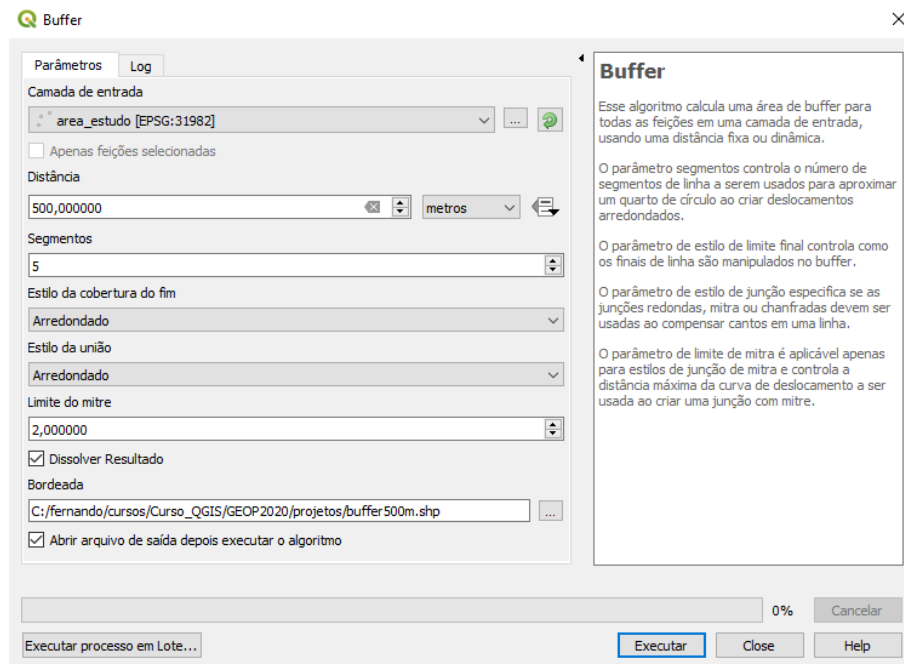 Buffer
Parâmetros
Log
Camada de entrada
area_estudo [EPSG:31982]
...
Apenas feições selecionadas
Distância
500,000000
metros
Segmentos
5
Estilo da cobertura do fim
Arredondado
Estilo da união
Arredondado
Limite do mitre
2,000000
Dissolver Resultado
Bordeada
C:/fernando/cursos/Curso_QGIS/GEOP2020/projetos/buffer500m.shp
...
Abrir arquivo de saída depois executar o algoritmo
Buffer
Esse algoritmo calcula uma área de buffer para
todas as feições em uma camada de entrada,
usando uma distância fixa ou dinâmica.
O parâmetro segmentos controla o número de
segmentos de linha a serem usados para aproximar
um quarto de círculo ao criar deslocamentos
arredondados.
O parâmetro de estilo de limite final controla como
os finais de linha são manipulados no buffer.
O parâmetro de estilo de junção especifica se as
junções redondas, mitra ou chanfradas devem ser
usadas ao compensar cantos em uma linha.
O parâmetro de limite de mitra é aplicável apenas
para estilos de junção de mitra e controla a
distância máxima da curva de deslocamento a ser
usada ao criar uma junção com mitre.
0%
Cancelar
Executar processo em Lote...
Executar
Close
Help